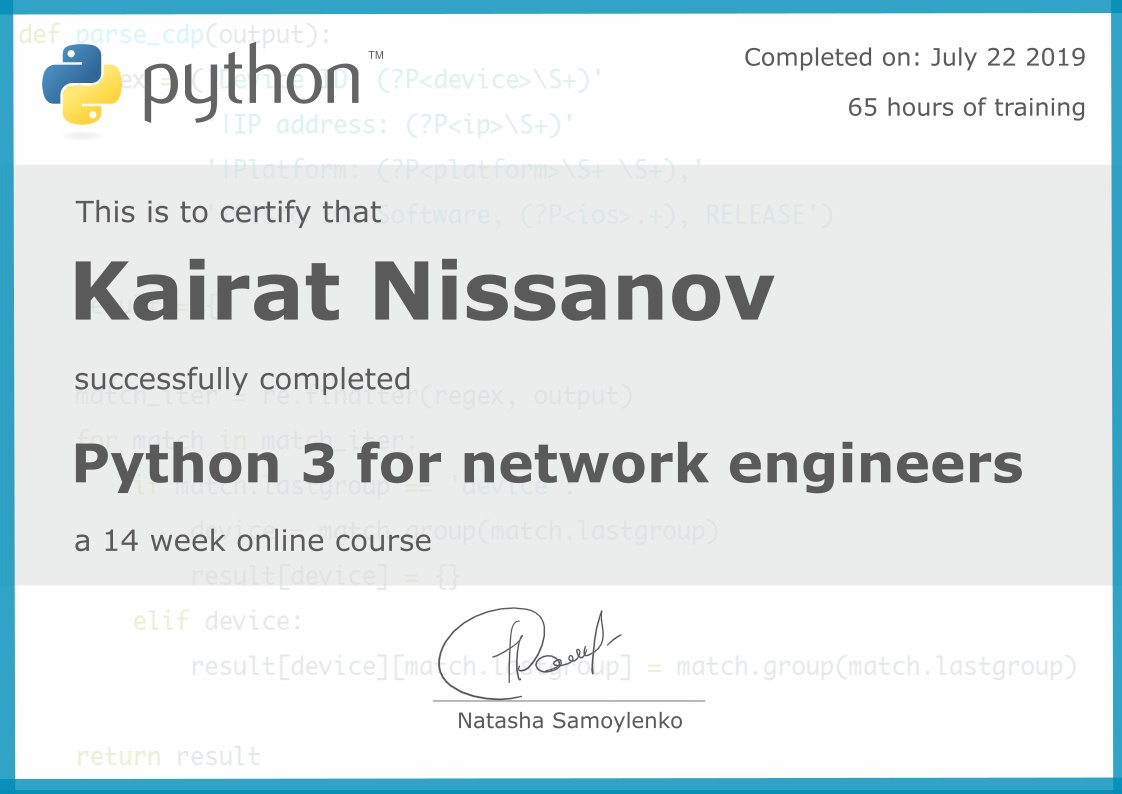 def parse_cdp(output):
python™
Completed on: July 22 2019
65 hours of training
(?P<device>\S+)'
'|IP address: (?P<ip>\S+)'
'|Platform: (?P<platform>\S+ \S+),'
This is to certify that
Software, (?P<ios>.+), RELEASE')
Kairat Nissanov
successfully completed
match_iter = re.finditer(regex, output)
for match in match_iter:
Python 3 for network engineers
if match.lastgroup == 'device':
device = match.group(match.lastgroup)
a 14 week online course
result[device] = {}
elif device:
result[device][match.lastgroup] = match.group(match.lastgroup)
Natasha Samoylenko
return result